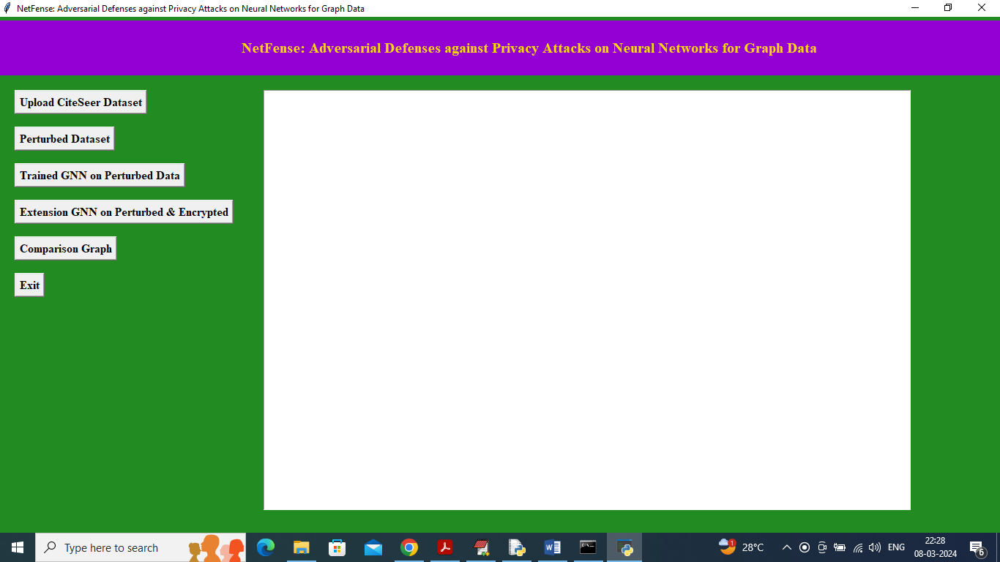 NetFense: Adversarial Defenses against Privacy Attacks on Neural Networks for Graph Data
NetFense: Adversarial Defenses against Privacy Attacks on Neural Networks for Graph Data
Upload CiteSeer Dataset
Perturbed Dataset
Trained GNN on Perturbed Data
Extension GNN on Perturbed & Encrypted
Comparison Graph
Exit
Type here to search
1
28°C
ENG
22:28
08-03-2024
6